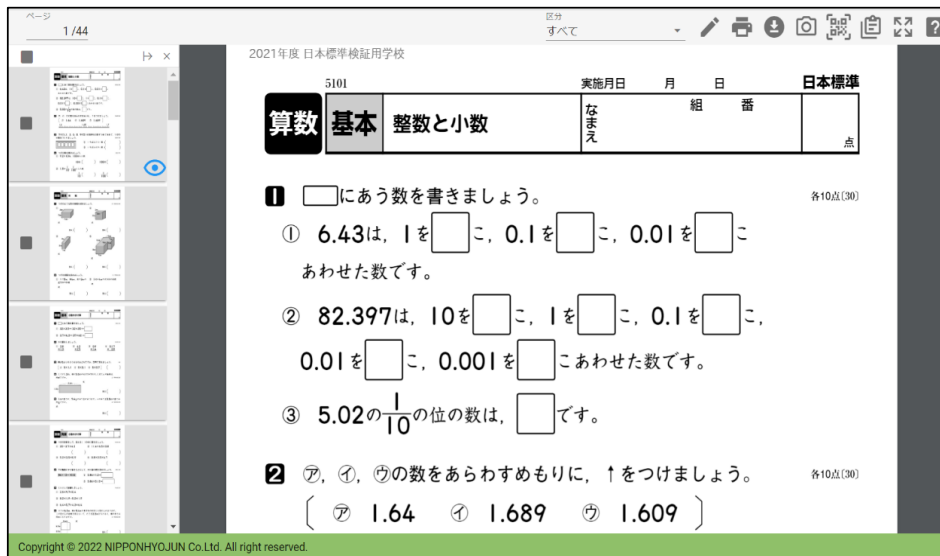 ページ
1 /44
区分
すべて
2021年度 日本標準検証用学校
5101
実施月日 月 日
日本標準
算数 基本 整数と小数
なまえ
組 番
点
1 □にあう数を書きましょう。 各10点〔30〕
① 6.43は，1を□こ，0.1を□こ，0.01を□こ
あわせた数です。
② 82.397は，10を□こ，1を□こ，0.1を□こ，
0.01を□こ，0.001を□こあわせた数です。
③ 5.02の1/10の位の数は，□です。
2 ㋐，㋑，㋒の数をあらわすめもりに，↑をつけましょう。 各10点〔30〕
( ㋐ 1.64 ㋑ 1.689 ㋒ 1.609 )
Copyright © 2022 NIPPONHYOJUN Co.Ltd. All right reserved.